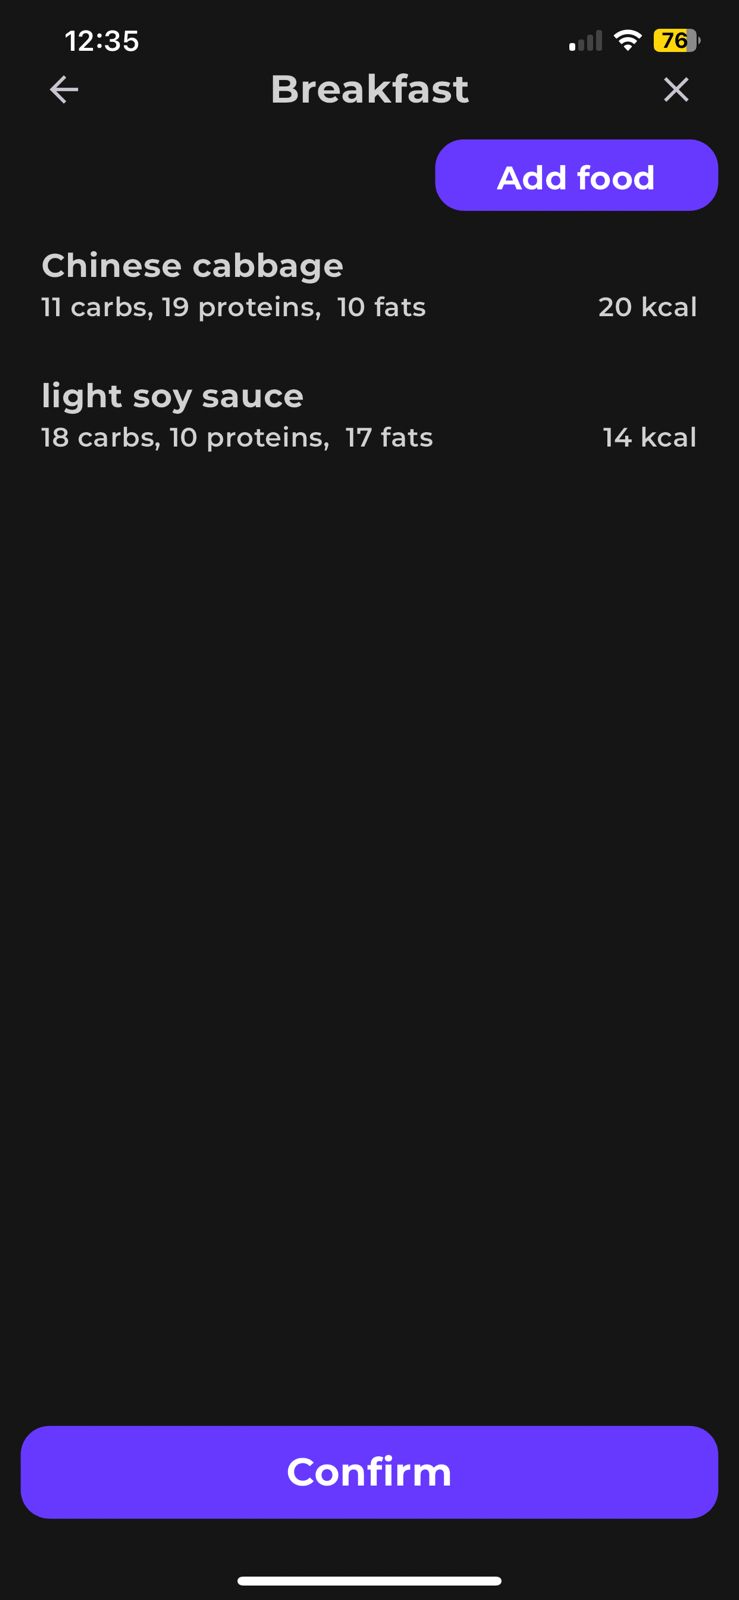 12:35
76
Breakfast
Add food
Chinese cabbage
11 carbs, 19 proteins,  10 fats 20 kcal
light soy sauce
18 carbs, 10 proteins,  17 fats 14 kcal
Confirm